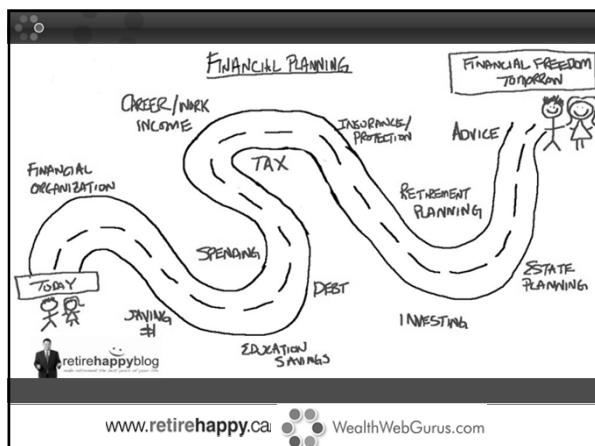 FINANCIAL PLANNING
FINANCIAL FREEDOM
TOMORROW
CAREER/WORK
INCOME
INSURANCE/
PROTECTION
ADVICE
TAX
FINANCIAL
ORGANIZATION
RETIREMENT
PLANNING
SPENDING
ESTATE
PLANNING
TODAY
DEBT
SAVING
INVESTING
EDUCATION
SAVINGS
retirehappyblog
www.retirehappy.ca
WealthWebGurus.com